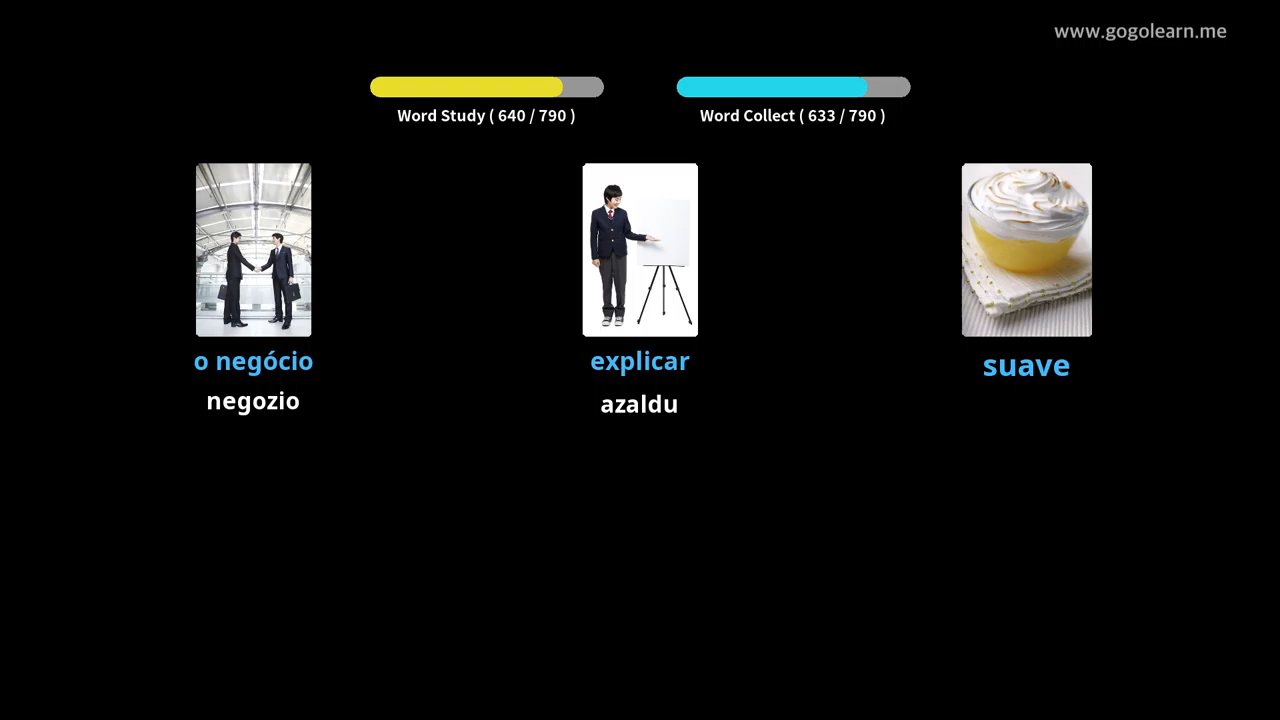 www.gogolearn.me
Word Study ( 640 / 790 )
Word Collect ( 633 / 790 )
o negócio
negozio
explicar
azaldu
suave